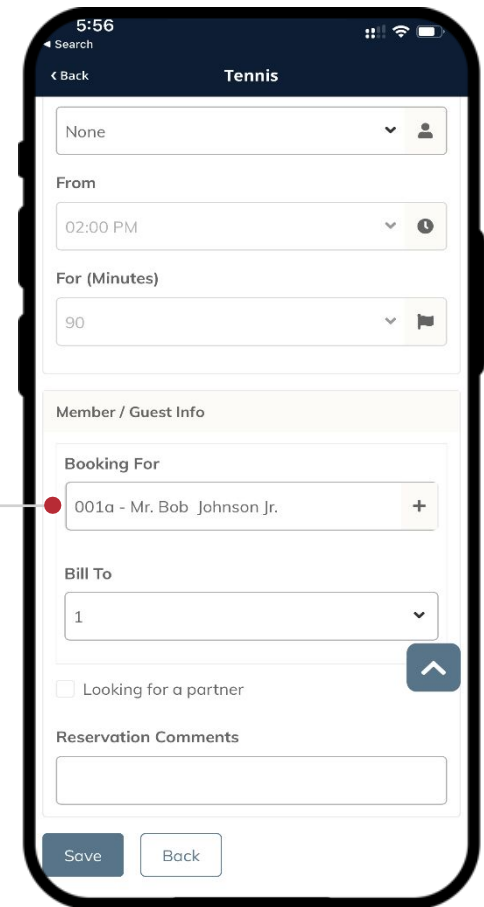 5:56
Search
Back
Tennis
None
From
02:00 PM
For (Minutes)
90
Member / Guest Info
Booking For
001a - Mr. Bob Johnson Jr.
Bill To
1
Looking for a partner
Reservation Comments
Save
Back